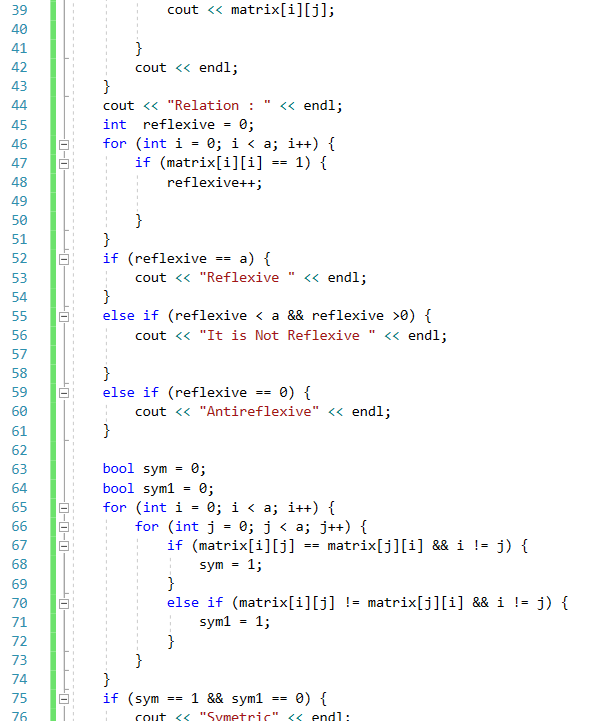 39 cout << matrix[i][j];
40
41 }
42 cout << endl;
43 }
44 cout << "Relation : " << endl;
45 int  reflexive = 0;
46 for (int i = 0; i < a; i++) {
47 if (matrix[i][i] == 1) {
48 reflexive++;
49
50 }
51 }
52 if (reflexive == a) {
53 cout << "Reflexive " << endl;
54 }
55 else if (reflexive < a && reflexive >0) {
56 cout << "It is Not Reflexive " << endl;
57
58 }
59 else if (reflexive == 0) {
60 cout << "Antireflexive" << endl;
61 }
62
63 bool sym = 0;
64 bool sym1 = 0;
65 for (int i = 0; i < a; i++) {
66 for (int j = 0; j < a; j++) {
67 if (matrix[i][j] == matrix[j][i] && i != j) {
68 sym = 1;
69 }
70 else if (matrix[i][j] != matrix[j][i] && i != j) {
71 sym1 = 1;
72 }
73 }
74 }
75 if (sym == 1 && sym1 == 0) {
76 cout << "Symetric" << endl;